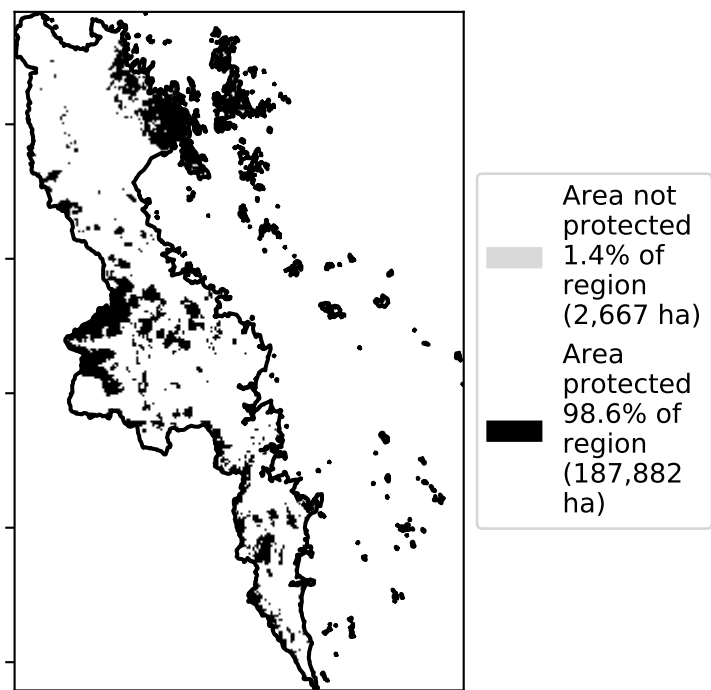 Area not
protected
1.4% of
region
(2,667 ha)
Area
protected
98.6% of
region
(187,882
ha)